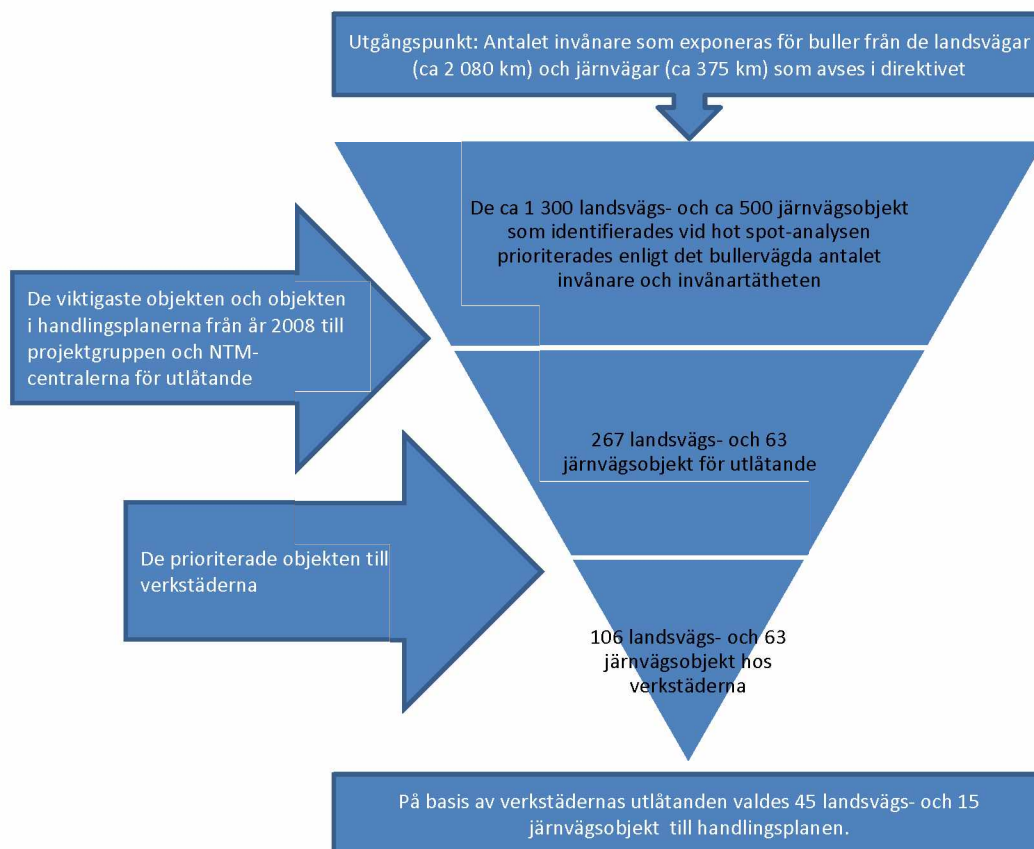 Utgångspunkt: Antalet invånare som exponeras för buller från de landsvägar
(ca 2 080 km) och järnvägar (ca 375 km) som avses i direktivet
De ca 1 300 landsvägs- och ca 500 järnvägsobjekt
som identifierades vid hot spot-analysen
prioriterades enligt det bullervägda antalet
invånare och invånartätheten
De viktigaste objekten och objekten
i handlingsplanerna från år 2008 till
projektgruppen och NTM-
centralerna för utlåtande
267 landsvägs- och 63
järnvägsobjekt för utlåtande
De prioriterade objekten till
verkstäderna
106 landsvägs- och 63
järnvägsobjekt hos
verkstäderna
På basis av verkstädernas utlåtanden valdes 45 landsvägs- och 15
järnvägsobjekt till handlingsplanen.